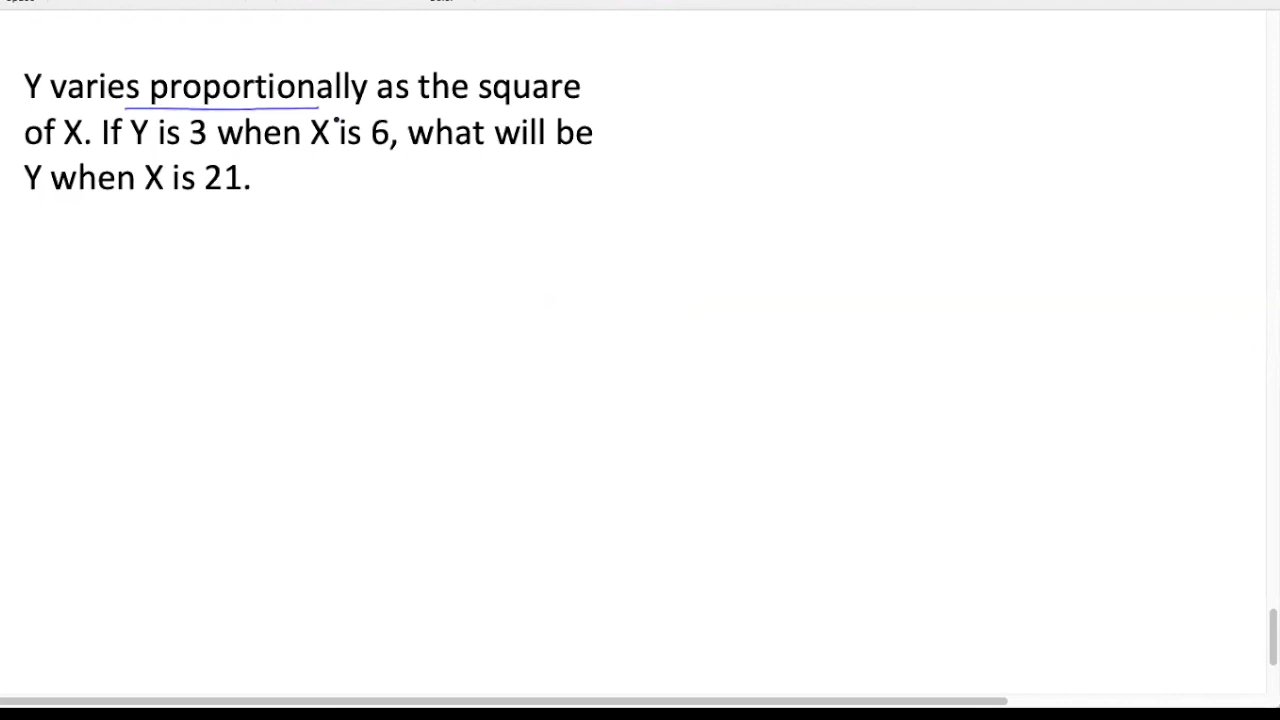 Y varies proportionally as the square
of X. If Y is 3 when X is 6, what will be
Y when X is 21.